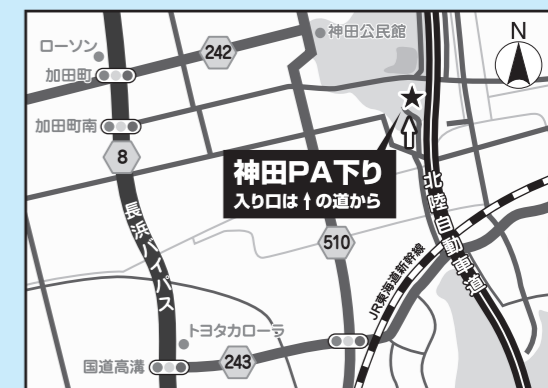 N
ローソン
神田公民館
242
加田町
加田町南
8
神田PA下り
入り口は↑の道から
北陸自動車道
長浜バイパス
510
JR東海道新幹線
トヨタカローラ
国道高溝
243